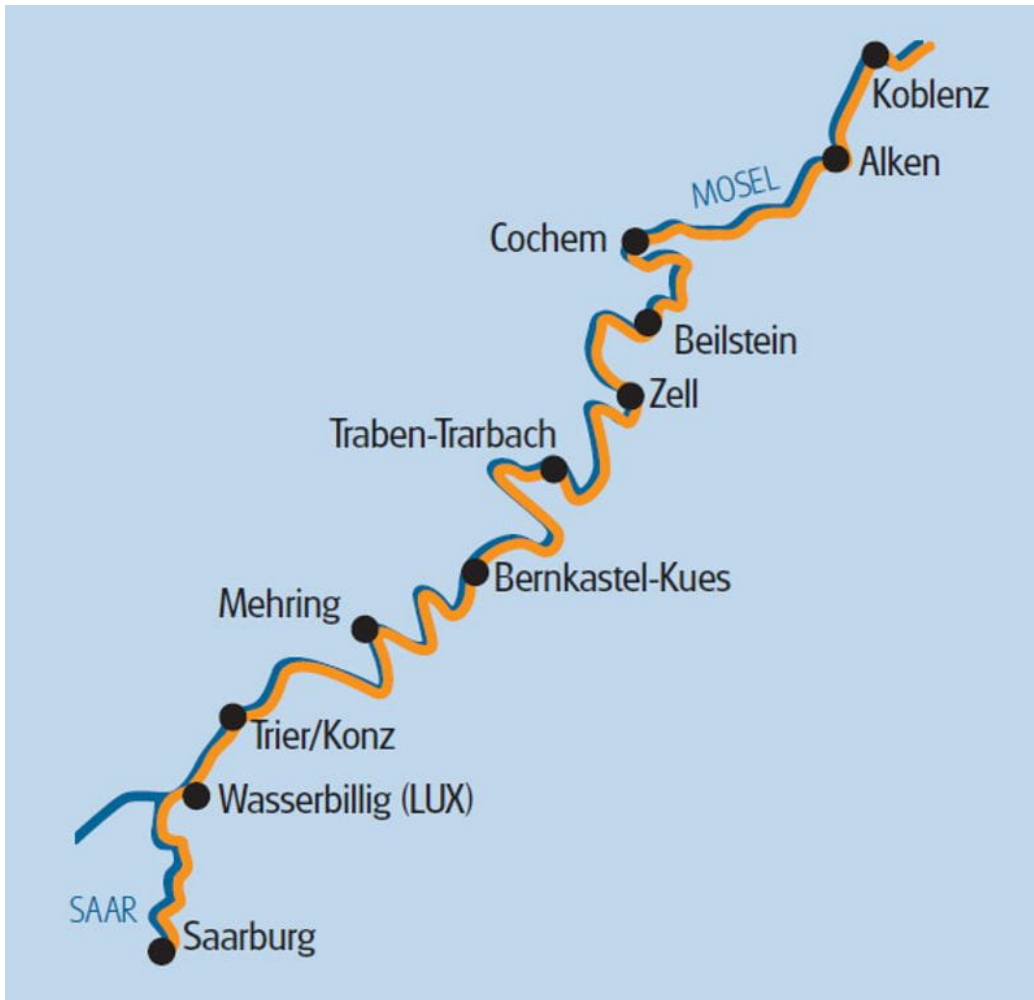 Koblenz
Alken
MOSEL
Cochem
Beilstein
Zell
Traben-Trarbach
Bernkastel-Kues
Mehring
Trier/Konz
Wasserbillig (LUX)
SAAR
Saarburg